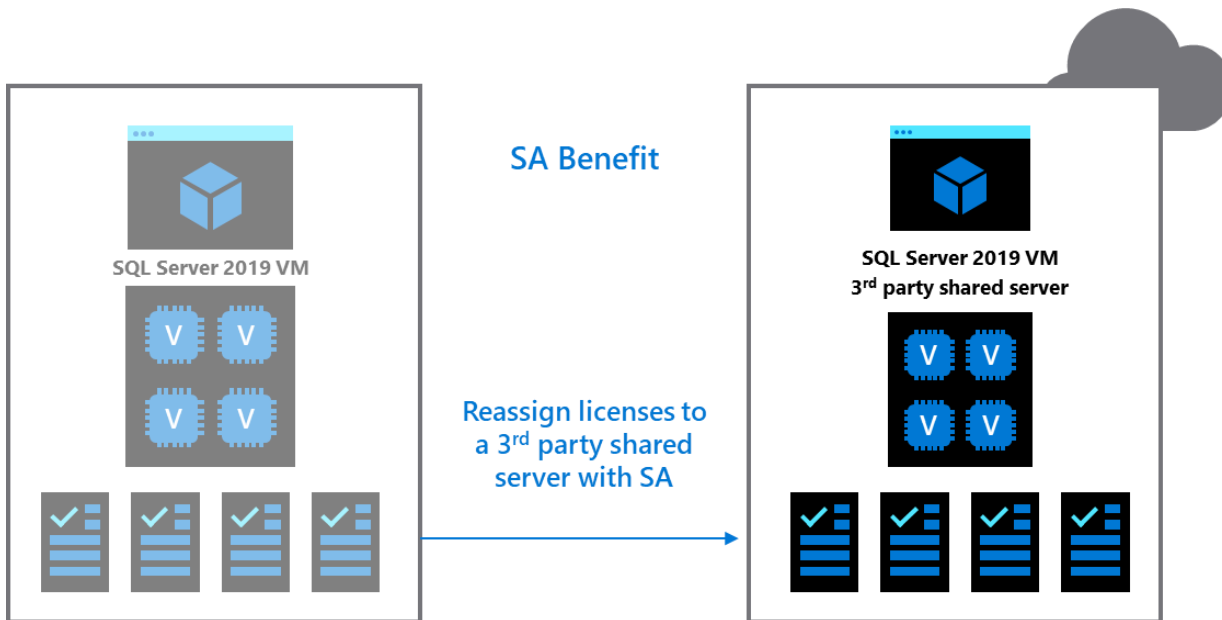 SA Benefit
SQL Server 2019 VM
V V
V V
Reassign licenses to
a 3rd party shared
server with SA
SQL Server 2019 VM
3rd party shared server
V V
V V